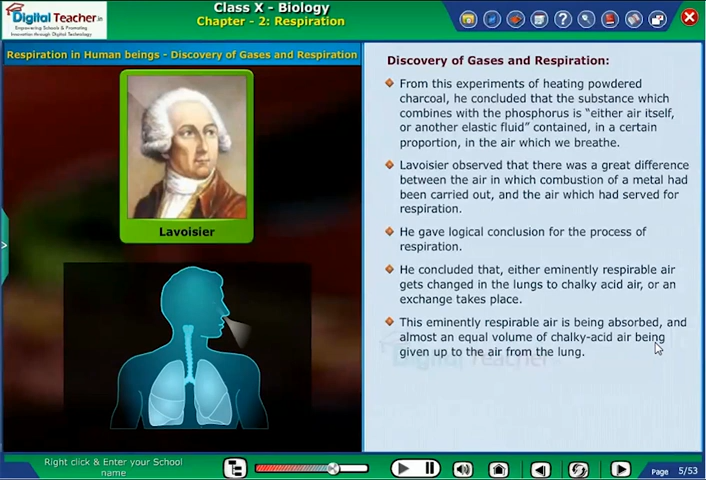 Digital Teacher.in
Empowering Schools & Promoting
Innovation through Digital Technology
Class X - Biology
Chapter - 2: Respiration
Respiration in Human beings - Discovery of Gases and Respiration
Lavoisier
Discovery of Gases and Respiration:
From this experiments of heating powdered
charcoal, he concluded that the substance which
combines with the phosphorus is “either air itself,
or another elastic fluid” contained, in a certain
proportion, in the air which we breathe.
Lavoisier observed that there was a great difference
between the air in which combustion of a metal had
been carried out, and the air which had served for
respiration.
He gave logical conclusion for the process of
respiration.
He concluded that, either eminently respirable air
gets changed in the lungs to chalky acid air, or an
exchange takes place.
This eminently respirable air is being absorbed, and
almost an equal volume of chalky-acid air being
given up to the air from the lung.
Digital Teacher
Right click & Enter your School
name
Page 5/53